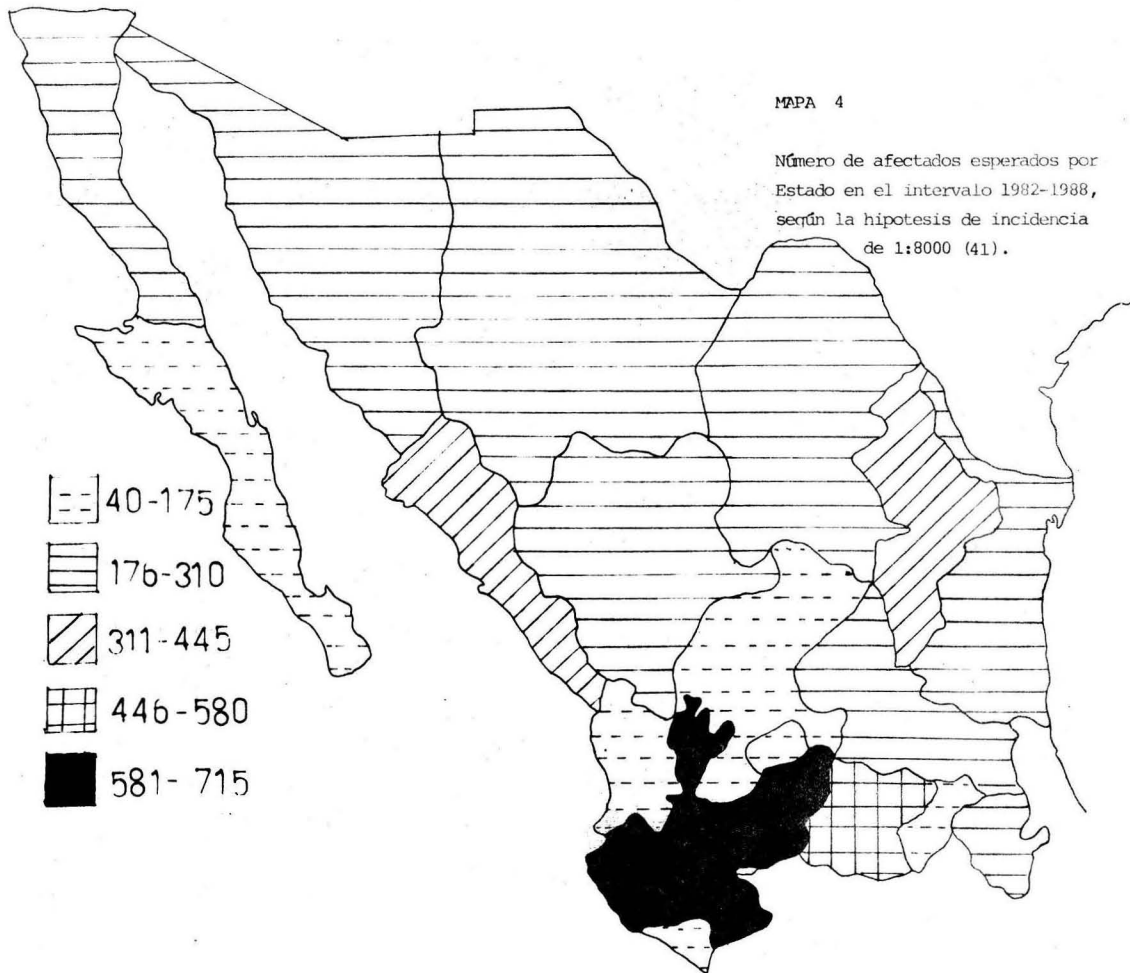 MAPA 4
Número de afectados esperados por
Estado en el intervalo 1982-1988,
según la hipotesis de incidencia
de 1:8000 (41).
40-175
176-310
311-445
446-580
581-715